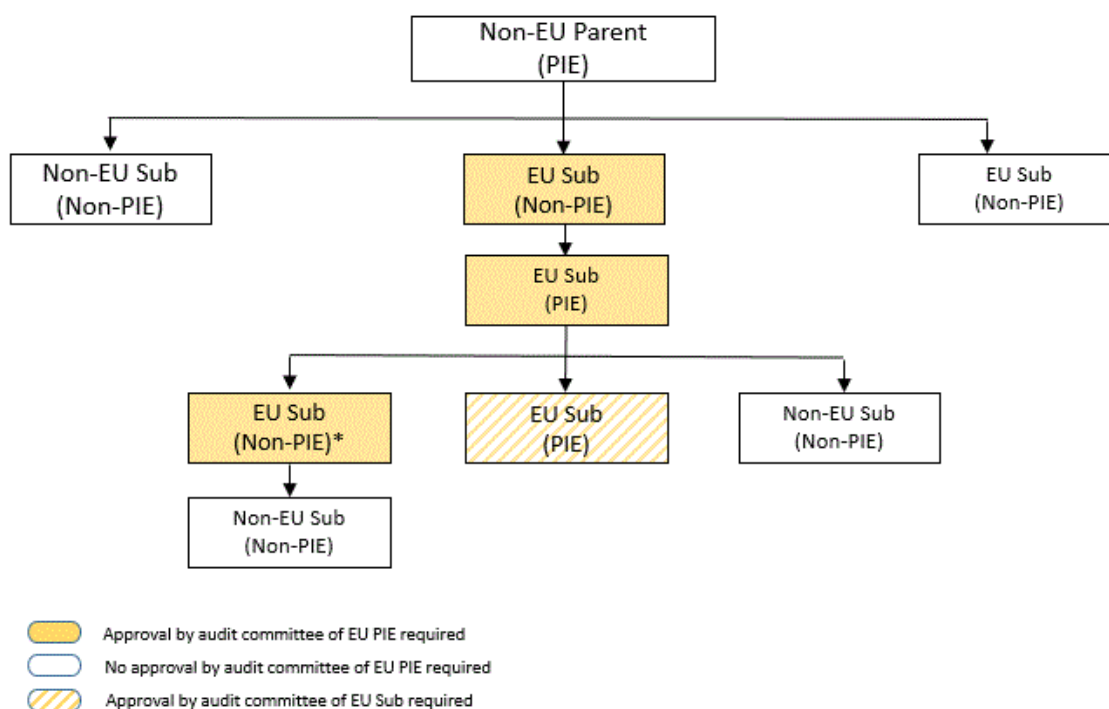 Non-EU Parent
(PIE)
Non-EU Sub
(Non-PIE)
EU Sub
(Non-PIE)
EU Sub
(Non-PIE)
EU Sub
(PIE)
EU Sub
(Non-PIE)*
EU Sub
(PIE)
Non-EU Sub
(Non-PIE)
Non-EU Sub
(Non-PIE)
Approval by audit committee of EU PIE required
No approval by audit committee of EU PIE required
Approval by audit committee of EU Sub required